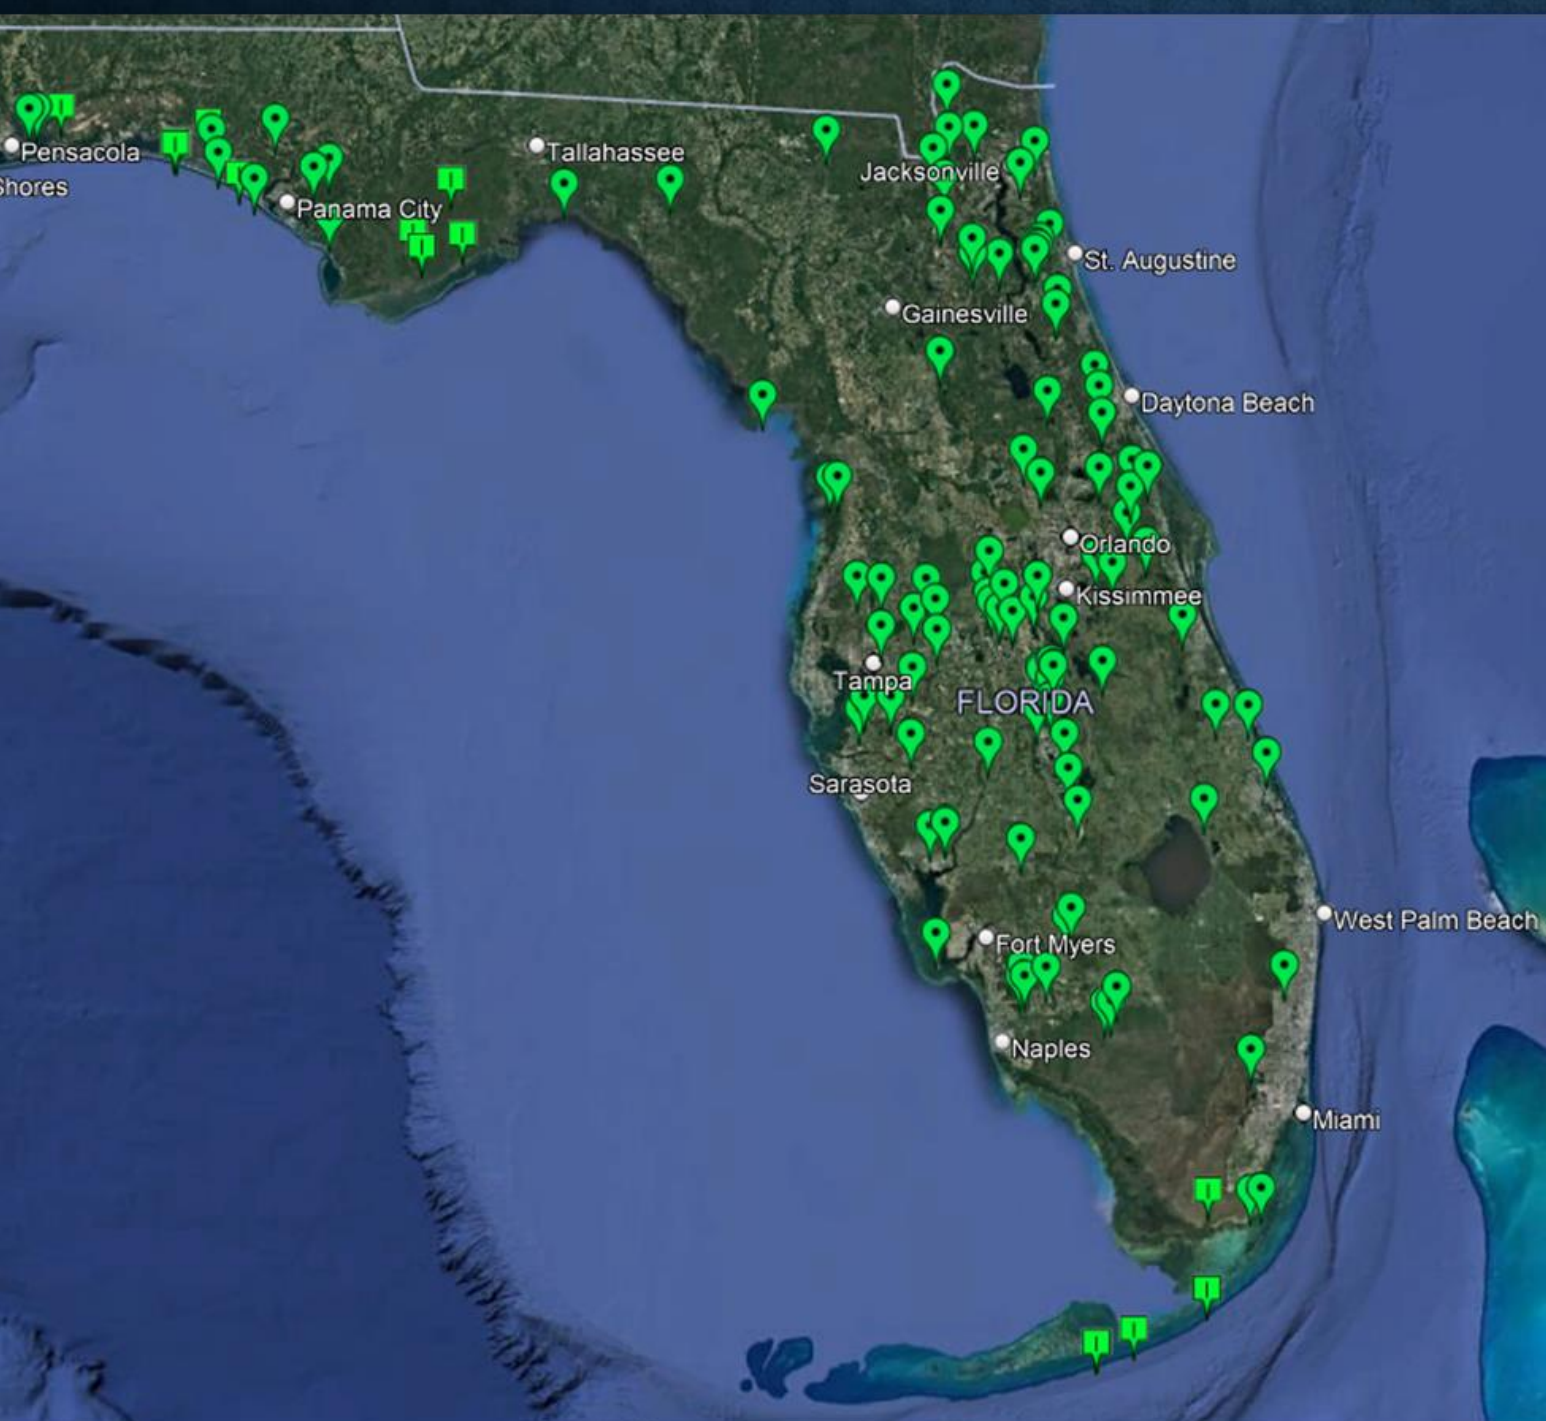 Pensacola
Shores
Tallahassee
Panama City
Jacksonville
St. Augustine
Gainesville
Daytona Beach
Orlando
Kissimmee
Tampa
FLORIDA
Sarasota
West Palm Beach
Fort Myers
Naples
Miami